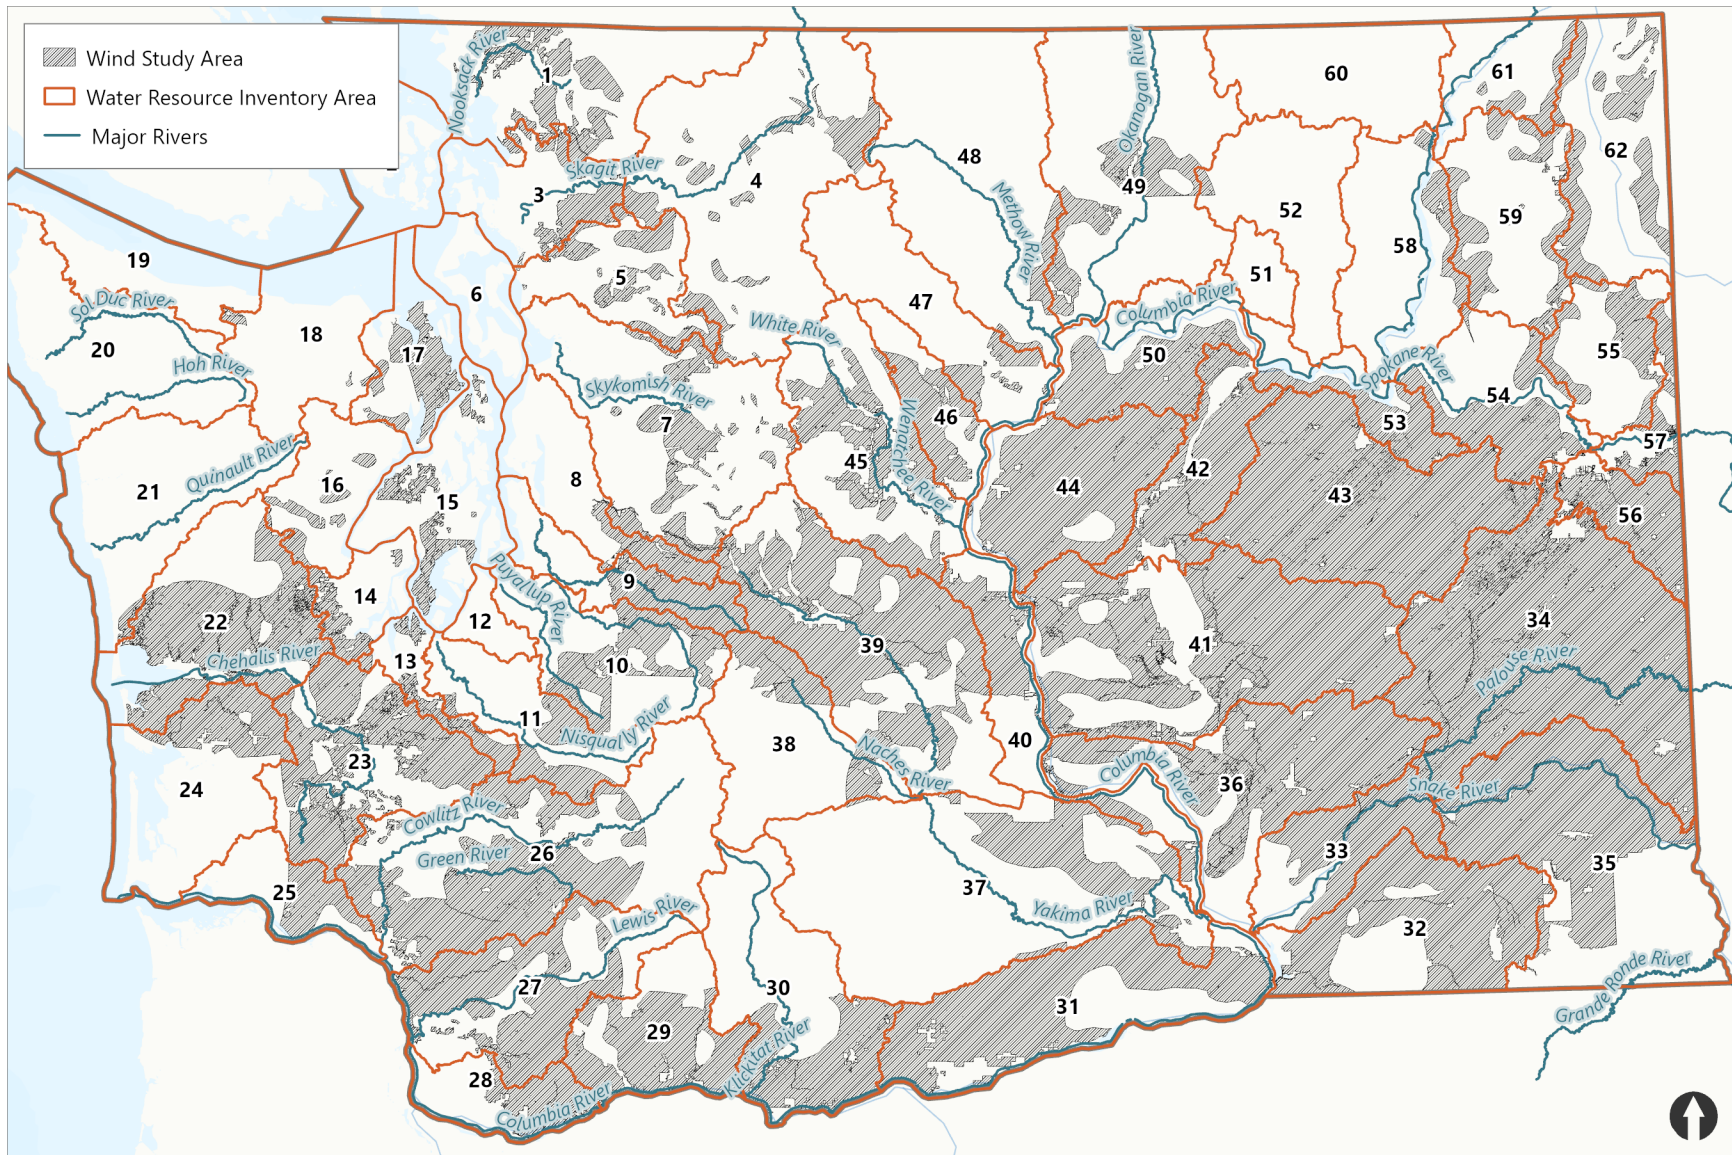 Wind Study Area
Water Resource Inventory Area
Major Rivers
Nooksack River
1
Okanogan River
60
61
62
Skagit River
3
4
48
49
Methow River
52
59
58
19
6
5
51
47
Columbia River
Sol Duc River
20
18
17
White River
50
55
Hoh River
Skykomish River
Spokane River
54
7
46
Wenatchee River
53
57
Quinault River
21
16
15
8
45
44
42
43
56
Puyallup River
9
14
12
22
34
Chehalis River
13
10
39
41
Palouse River
11
Nisqually River
38
40
23
Naches River
Columbia River
36
Snake River
24
Cowlitz River
Green River
26
33
35
25
37
Lewis River
Yakima River
32
27
30
31
Grande Ronde River
29
28
Klickitat River
Columbia River